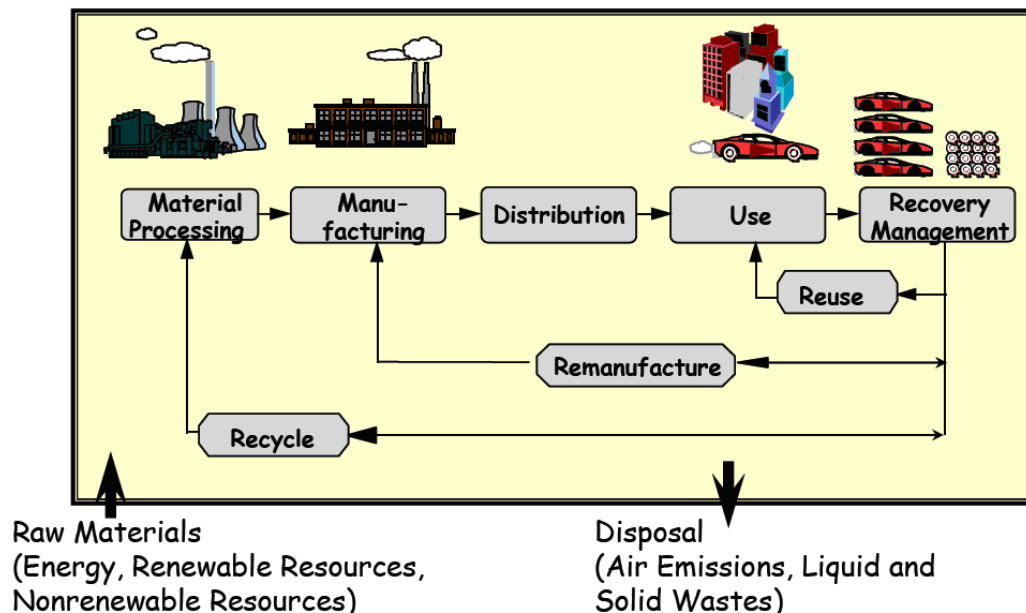 Material
Processing
Manu-
facturing
Distribution
Use
Recovery
Management
Reuse
Remanufacture
Recycle
Raw Materials
(Energy, Renewable Resources,
Nonrenewable Resources)
Disposal
(Air Emissions, Liquid and
Solid Wastes)